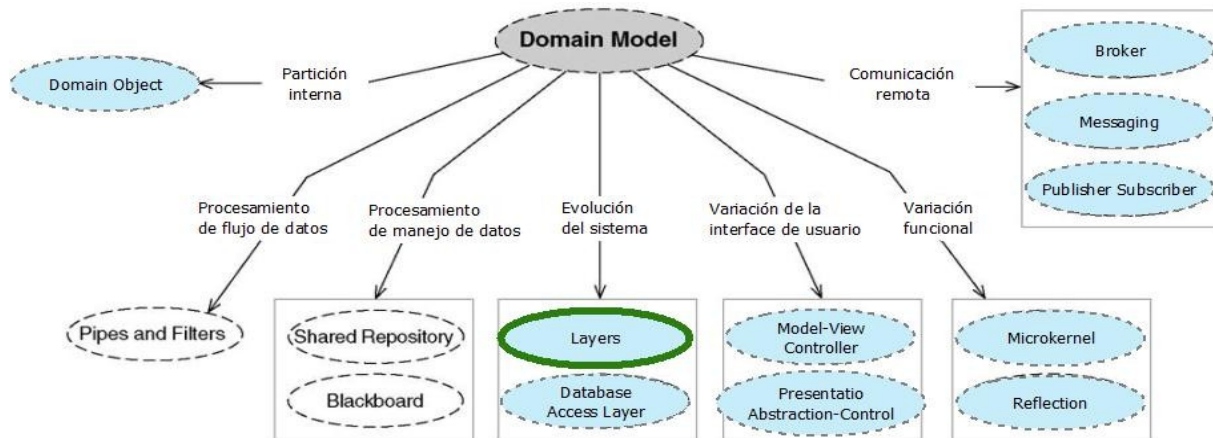 Domain Model
Domain Object
Partición
interna
Comunicación
remota
Broker
Messaging
Publisher Subscriber
Procesamiento
de flujo de datos
Procesamiento
de manejo de datos
Evolución
del sistema
Variación de la
interface de usuario
Variación
funcional
Pipes and Filters
Shared Repository
Blackboard
Layers
Database
Access Layer
Model-View
Controller
Presentatio
Abstraction-Control
Microkernel
Reflection